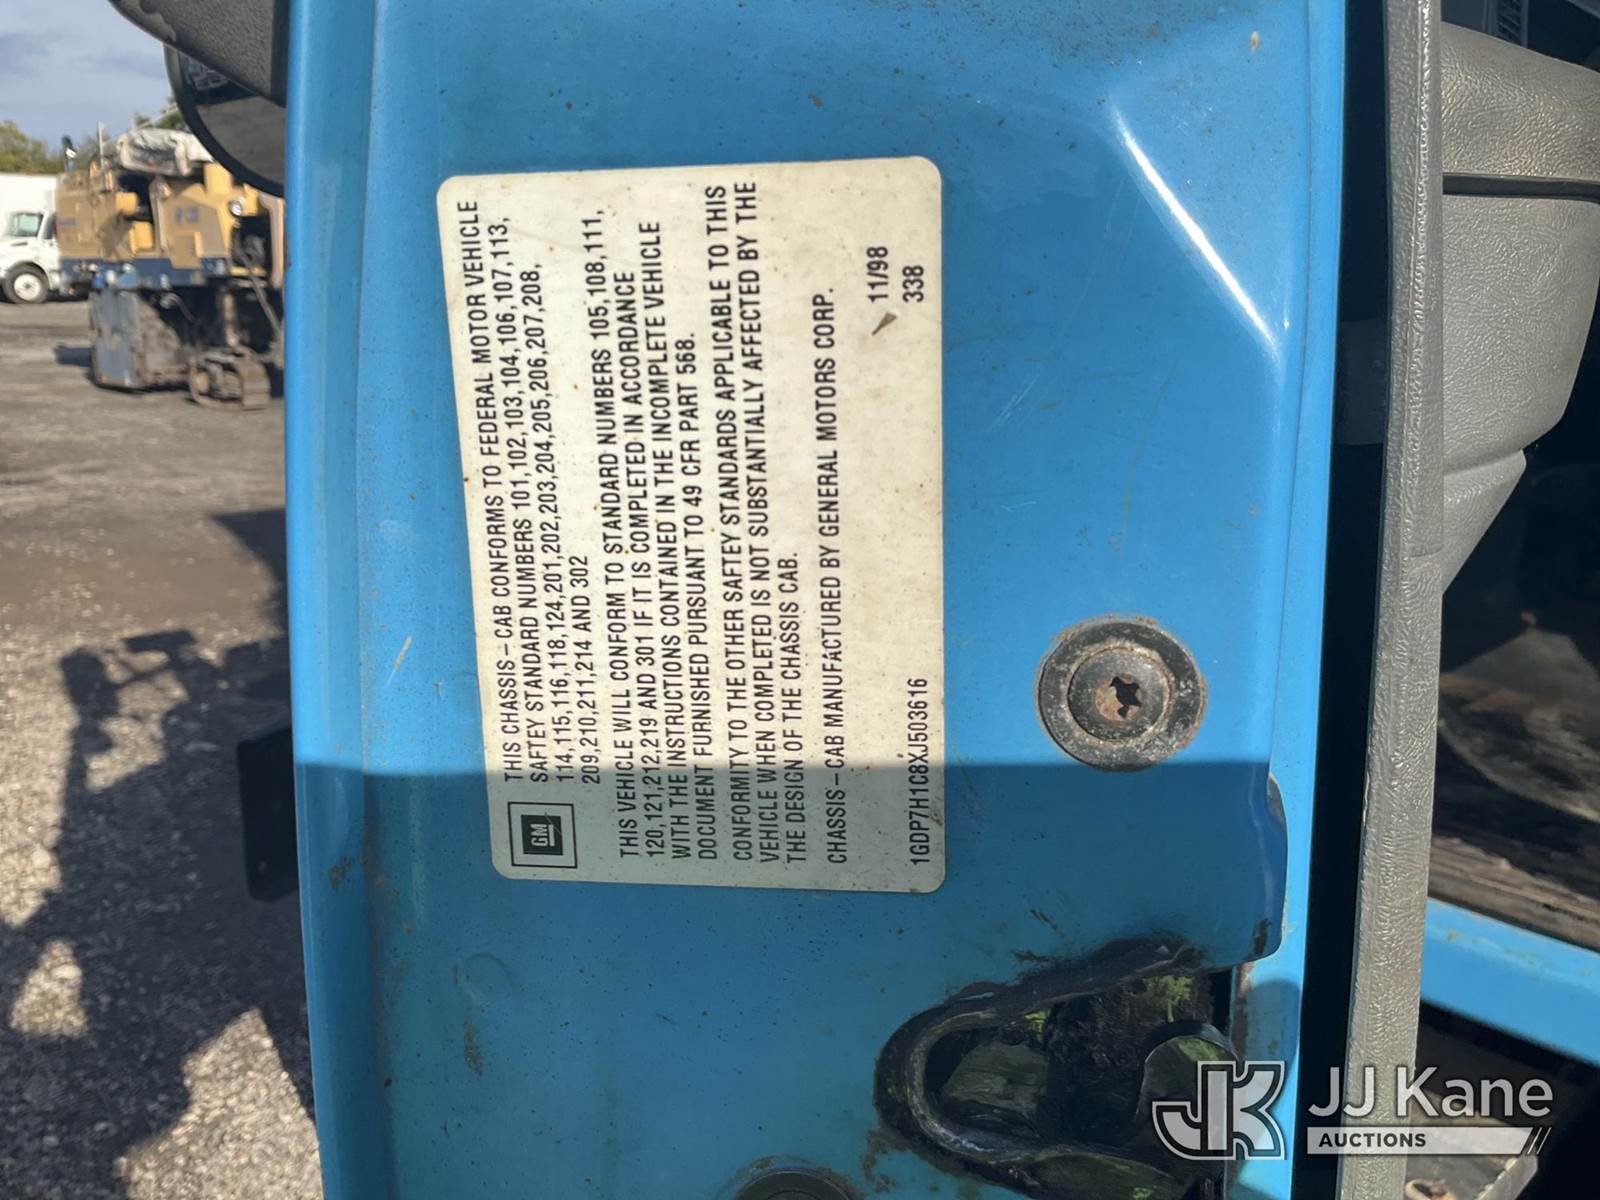 GM
THIS CHASSIS-CAB CONFORMS TO FEDERAL MOTOR VEHICLE
SAFTEY STANDARD NUMBERS 101,102,103,104,106,107,113,
114,115,116,118,124,201,202,203,204,205,206,207,208,
209,210,211,214 AND 302
THIS VEHICLE WILL CONFORM TO STANDARD NUMBERS 105,108,111,
120,121,212,219 AND 301 IF IT IS COMPLETED IN ACCORDANCE
WITH THE INSTRUCTIONS CONTAINED IN THE INCOMPLETE VEHICLE
DOCUMENT FURNISHED PURSUANT TO 49 CFR PART 568.
CONFORMITY TO THE OTHER SAFTEY STANDARDS APPLICABLE TO THIS
VEHICLE WHEN COMPLETED IS NOT SUBSTANTIALLY AFFECTED BY THE
THE DESIGN OF THE CHASSIS CAB.
CHASSIS-CAB MANUFACTURED BY GENERAL MOTORS CORP.
11/98
1GDP7H1C8XJ503616 338
JK JJ Kane
AUCTIONS